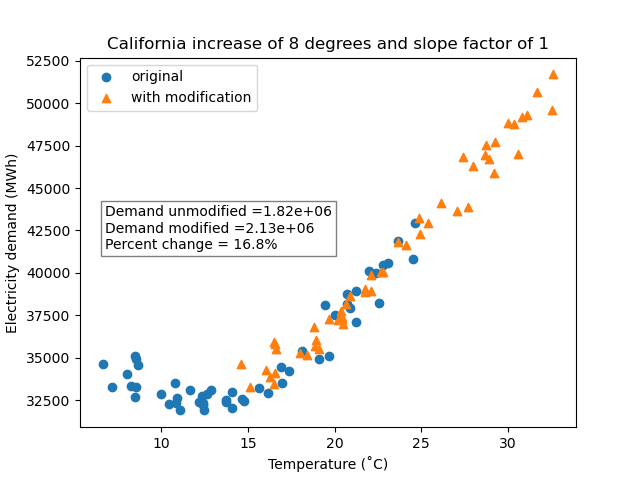 California increase of 8 degrees and slope factor of 1
52500
50000
47500
45000
42500
40000
37500
35000
32500
Electricity demand (MWh)
original
with modification
Demand unmodified =1.82e+06
Demand modified =2.13e+06
Percent change = 16.8%
10 15 20 25 30
Temperature (˚C)